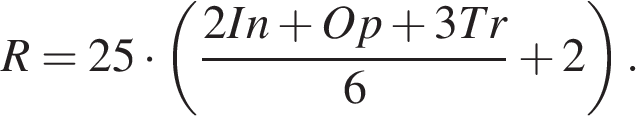 R = 25 · ( (2In + Op + 3Tr) / 6 + 2 ) .